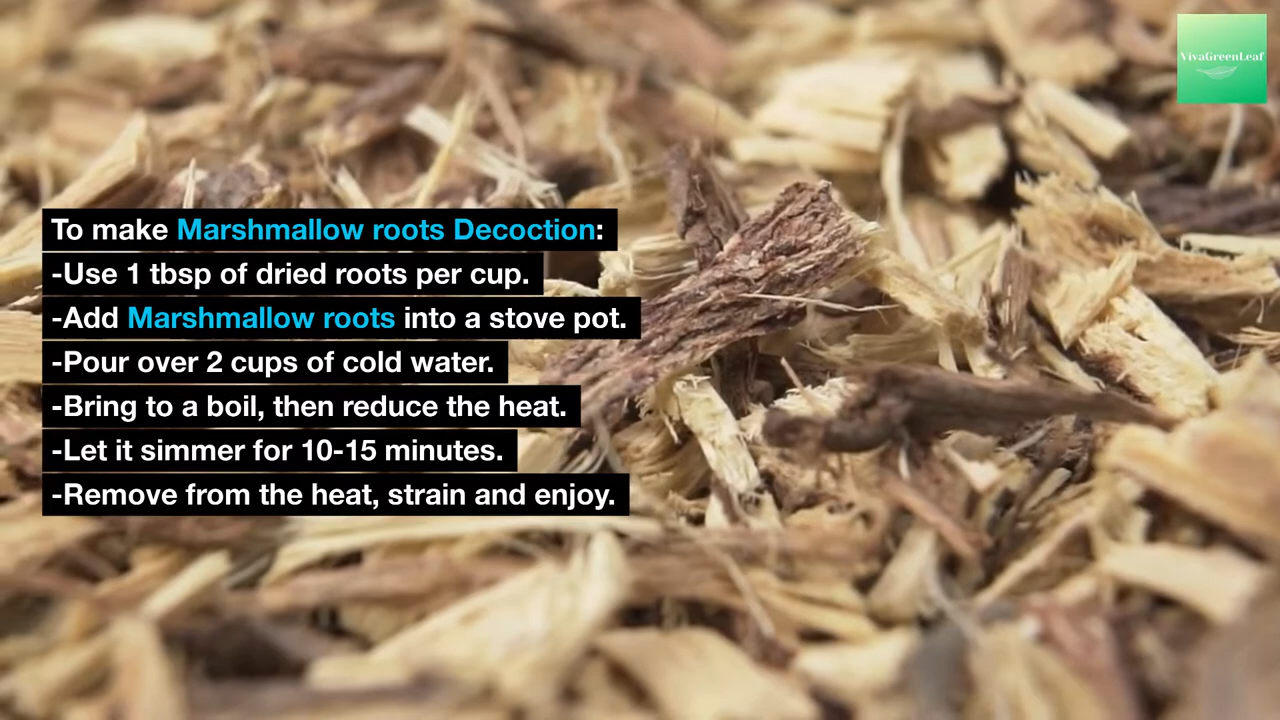 VivaGreenLeaf
To make Marshmallow roots Decoction:
-Use 1 tbsp of dried roots per cup.
-Add Marshmallow roots into a stove pot.
-Pour over 2 cups of cold water.
-Bring to a boil, then reduce the heat.
-Let it simmer for 10-15 minutes.
-Remove from the heat, strain and enjoy.